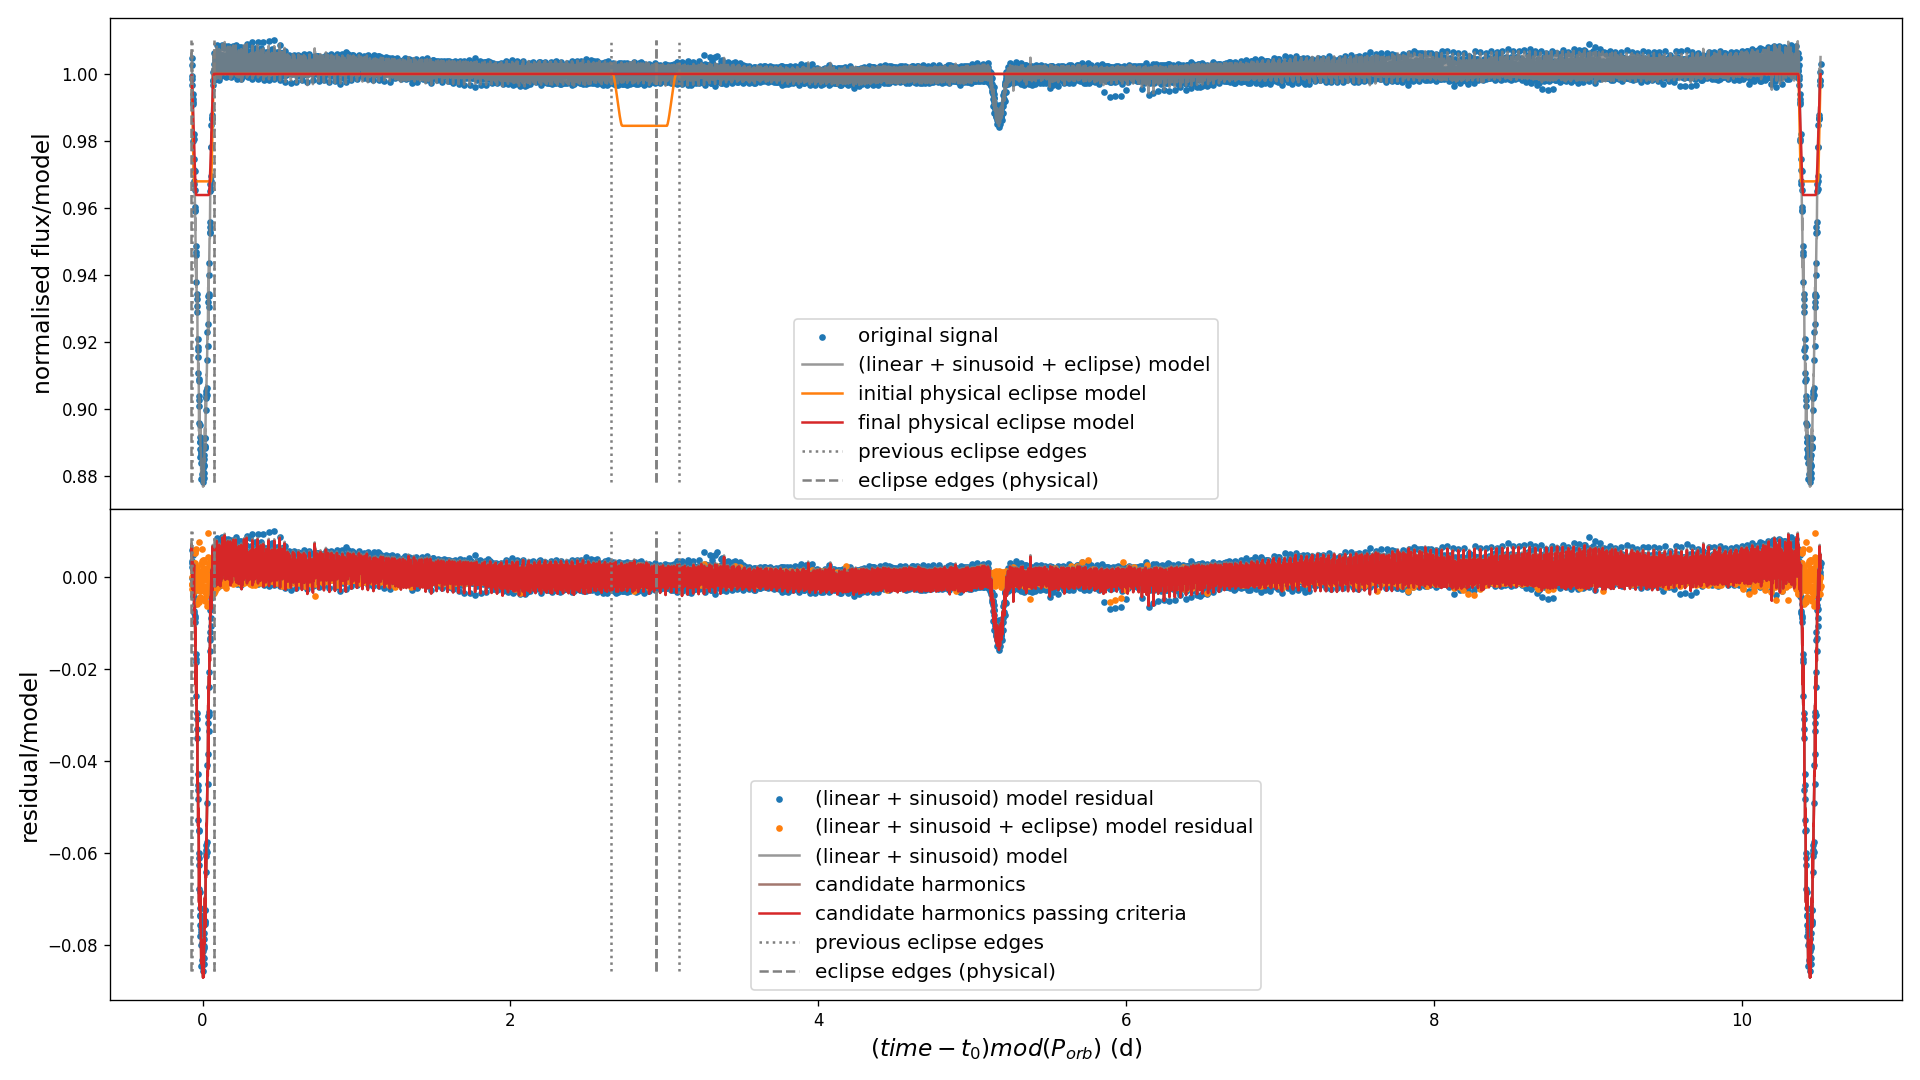 1.00
0.98
0.96
0.94
0.92
0.90
0.88
normalised flux/model
original signal
(linear + sinusoid + eclipse) model
initial physical eclipse model
final physical eclipse model
previous eclipse edges
eclipse edges (physical)
0.00
−0.02
−0.04
−0.06
−0.08
residual/model
(linear + sinusoid) model residual
(linear + sinusoid + eclipse) model residual
(linear + sinusoid) model
candidate harmonics
candidate harmonics passing criteria
previous eclipse edges
eclipse edges (physical)
0 2 4 6 8 10
(time − t₀)mod(Pₒᵣb) (d)